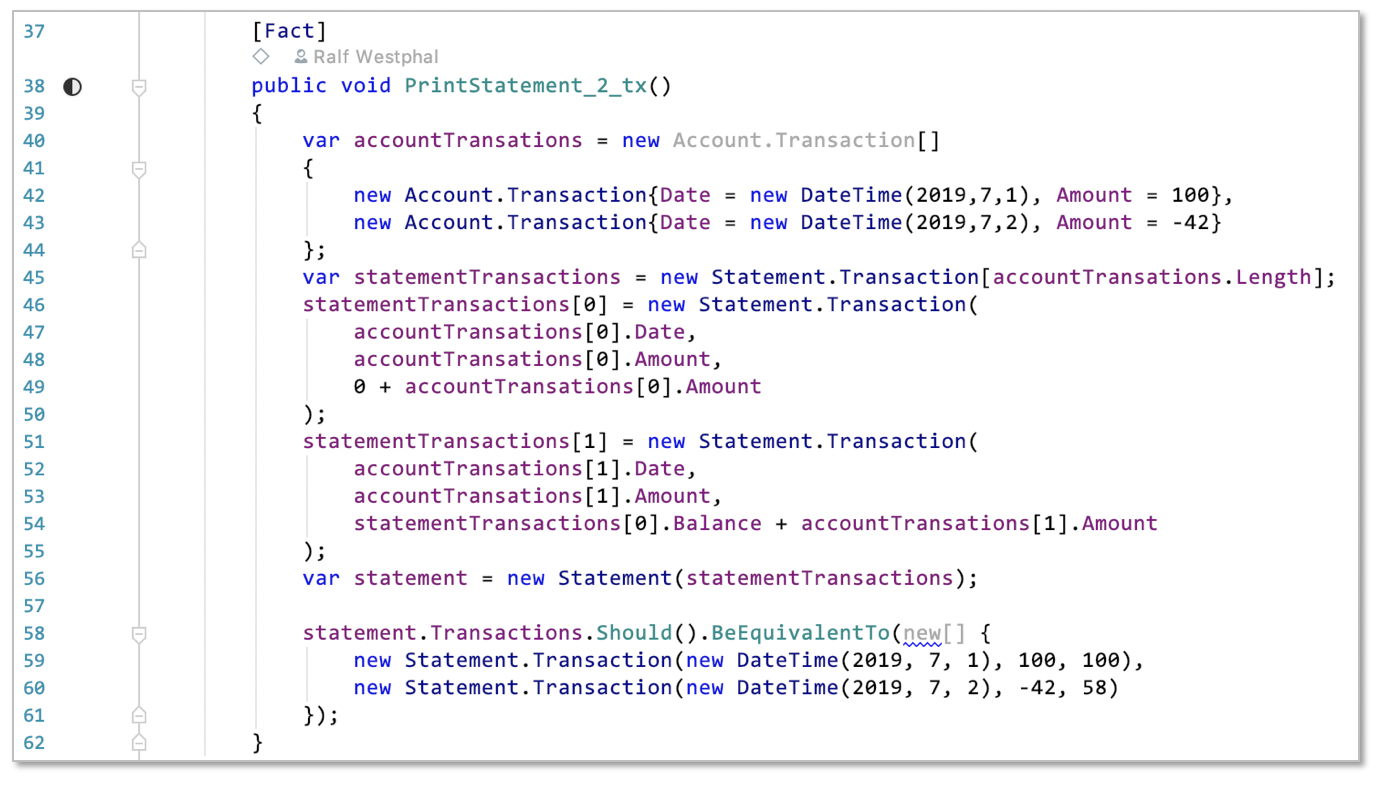 37 [Fact]
Ralf Westphal
38 public void PrintStatement_2_tx()
39 {
40 var accountTransations = new Account.Transaction[]
41 {
42 new Account.Transaction{Date = new DateTime(2019,7,1), Amount = 100},
43 new Account.Transaction{Date = new DateTime(2019,7,2), Amount = -42}
44 };
45 var statementTransactions = new Statement.Transaction[accountTransations.Length];
46 statementTransactions[0] = new Statement.Transaction(
47 accountTransations[0].Date,
48 accountTransations[0].Amount,
49 0 + accountTransations[0].Amount
50 );
51 statementTransactions[1] = new Statement.Transaction(
52 accountTransations[1].Date,
53 accountTransations[1].Amount,
54 statementTransactions[0].Balance + accountTransations[1].Amount
55 );
56 var statement = new Statement(statementTransactions);
57
58 statement.Transactions.Should().BeEquivalentTo(new[] {
59 new Statement.Transaction(new DateTime(2019, 7, 1), 100, 100),
60 new Statement.Transaction(new DateTime(2019, 7, 2), -42, 58)
61 });
62 }